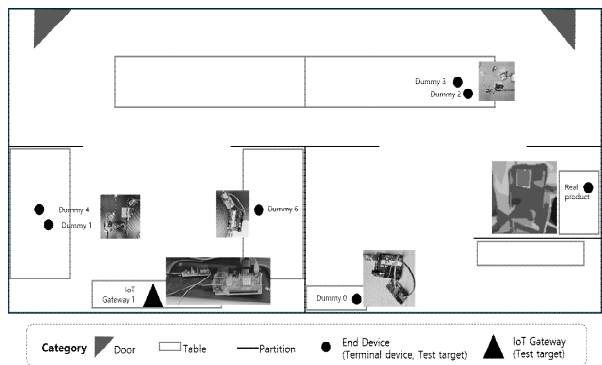 Dummy 3
Dummy 2
Dummy 4
Dummy 1
Dummy 6
Real
product
IoT
Gateway 1
Dummy 0
Category
Door
Table
Partition
End Device
(Terminal device, Test target)
IoT Gateway
(Test target)